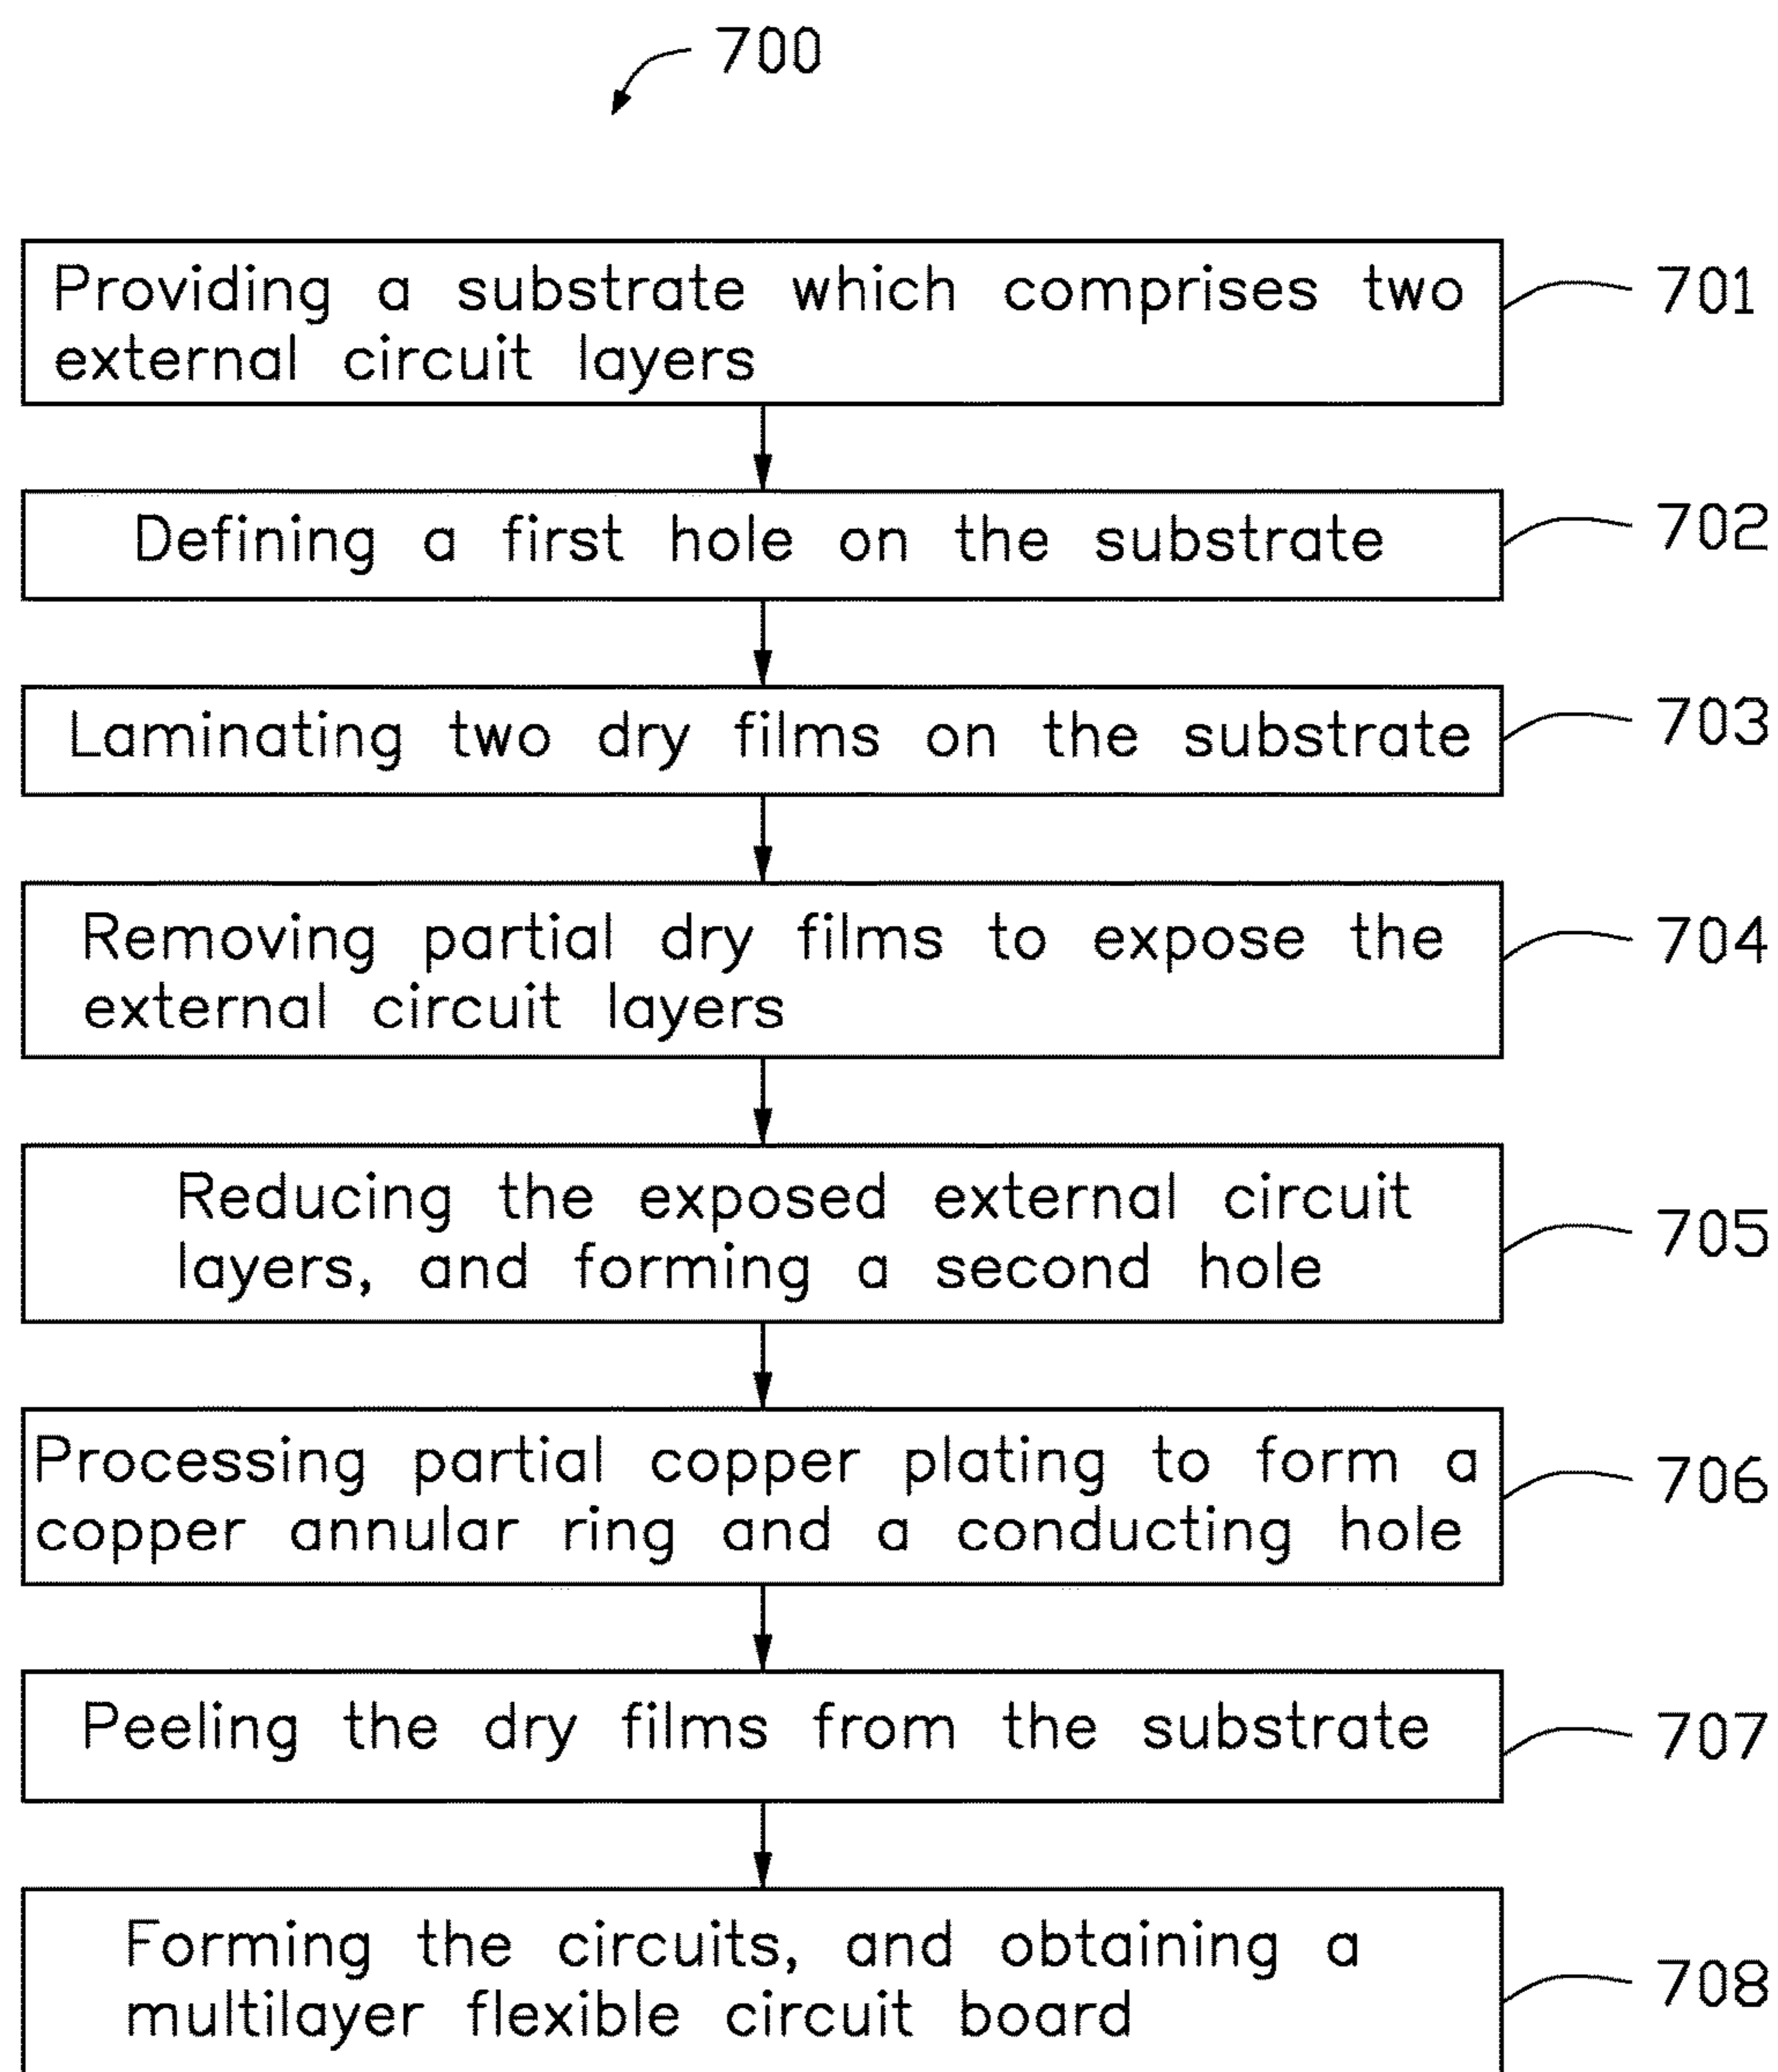 700
Providing a substrate which comprises two
external circuit layers
701
Defining a first hole on the substrate
702
Laminating two dry films on the substrate
703
Removing partial dry films to expose the
external circuit layers
704
Reducing the exposed external circuit
layers, and forming a second hole
705
Processing partial copper plating to form a
copper annular ring and a conducting hole
706
Peeling the dry films from the substrate
707
Forming the circuits, and obtaining a
multilayer flexible circuit board
708